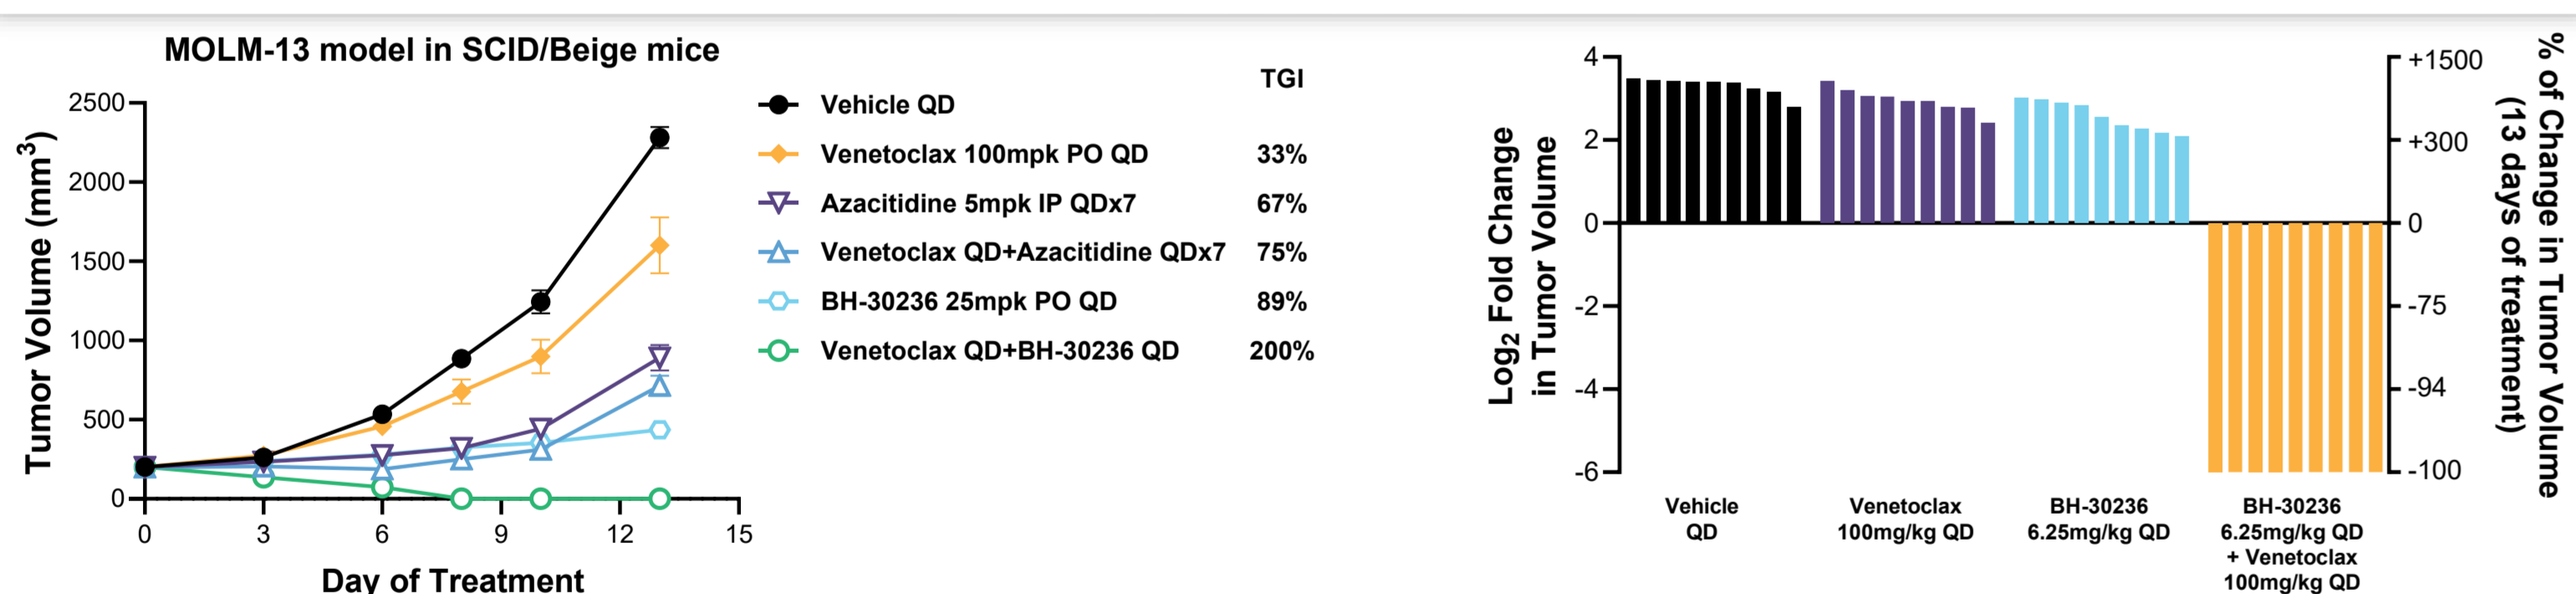 MOLM-13 model in SCID/Beige mice
Tumor Volume (mm³)
2500
2000
1500
1000
500
0
0 3 6 9 12 15
Day of Treatment
TGI
Vehicle QD
Venetoclax 100mpk PO QD 33%
Azacitidine 5mpk IP QDx7 67%
Venetoclax QD+Azacitidine QDx7 75%
BH-30236 25mpk PO QD 89%
Venetoclax QD+BH-30236 QD 200%
Log₂ Fold Change
in Tumor Volume
4
2
0
-2
-4
-6
+1500
+300
0
-75
-94
-100
% of Change in Tumor Volume
(13 days of treatment)
Vehicle
QD
Venetoclax
100mg/kg QD
BH-30236
6.25mg/kg QD
BH-30236
6.25mg/kg QD
+ Venetoclax
100mg/kg QD